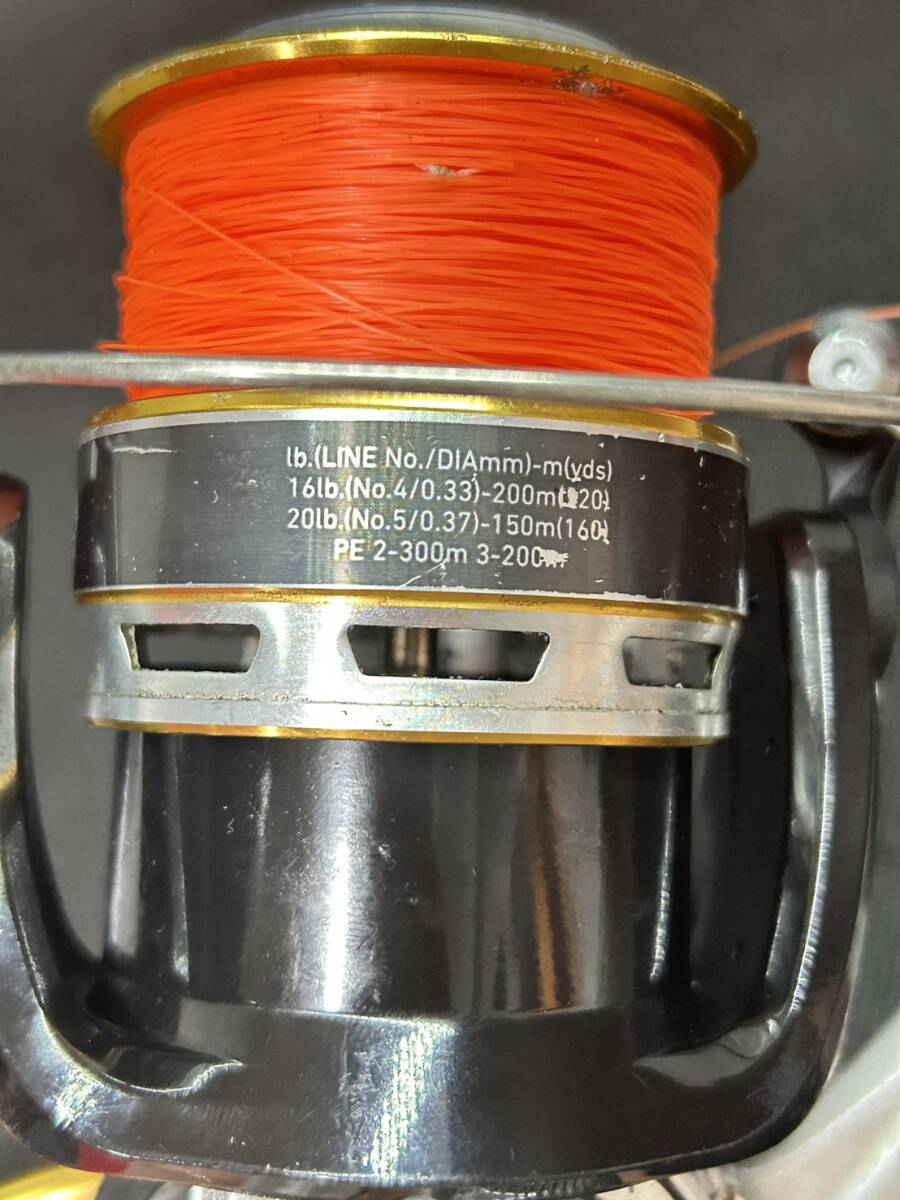 lb.(LINE No./DIAmm)-m(yds)
16lb.(No.4/0.33)-200m
20lb.(No.5/0.37)-150m(160)
PE 2-300m 3-200